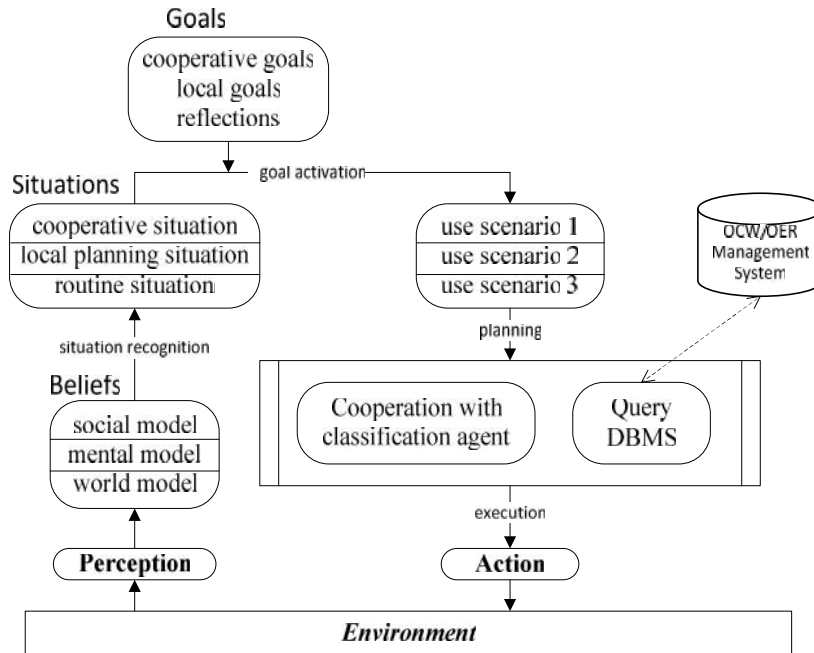 Goals
cooperative goals
local goals
reflections
goal activation
Situations
cooperative situation
local planning situation
routine situation
use scenario 1
use scenario 2
use scenario 3
OCW/OER
Management
System
situation recognition
planning
Beliefs
social model
mental model
world model
Cooperation with
classification agent
Query
DBMS
execution
Perception
Action
Environment